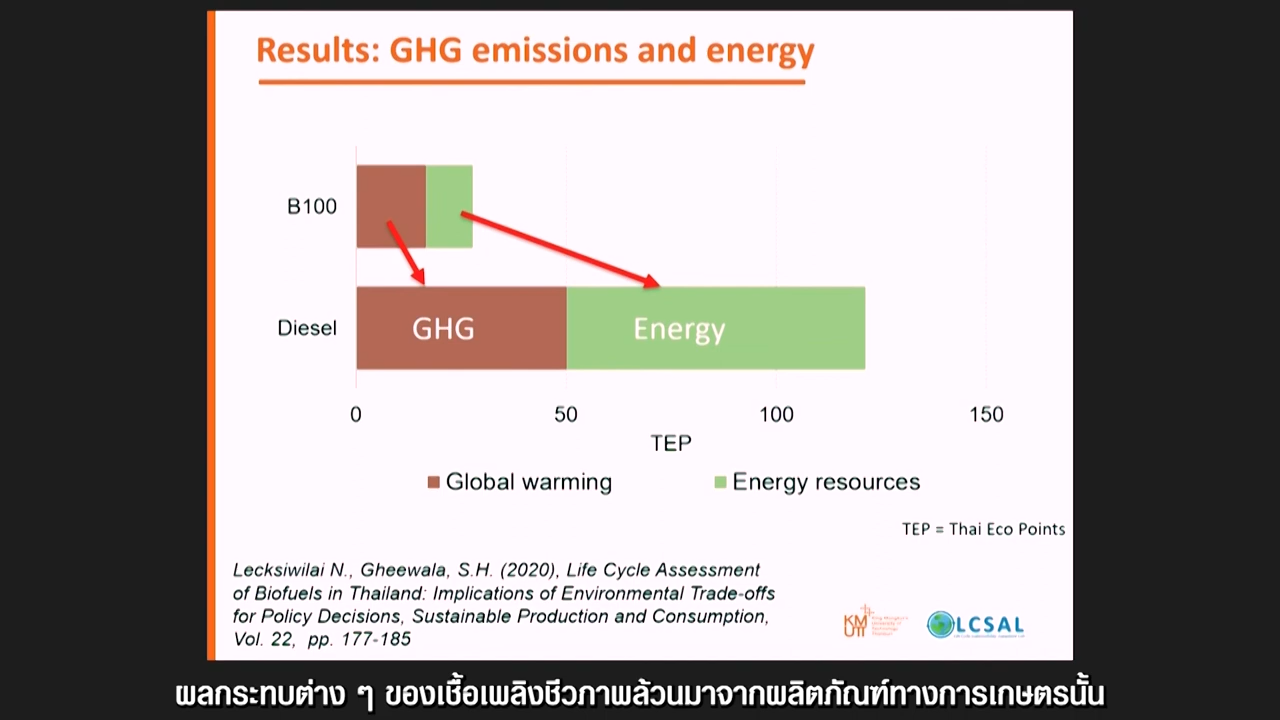 Results: GHG emissions and energy
B100
Diesel
GHG
Energy
0 50 100 150
TEP
Global warming Energy resources
TEP = Thai Eco Points
Lecksiwilai N., Gheewala, S.H. (2020), Life Cycle Assessment
of Biofuels in Thailand: Implications of Environmental Trade-offs
for Policy Decisions, Sustainable Production and Consumption,
Vol. 22, pp. 177-185
KM
UTT
LCSAL
ผลกระทบต่าง ๆ ของเชื้อเพลิงชีวภาพล้วนมาจากผลิตภัณฑ์ทางการเกษตรนั้น